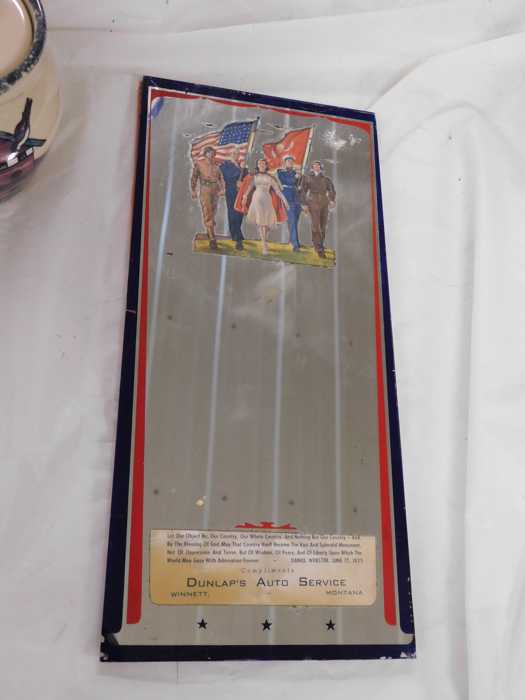 Let Our Object Be, Our Country, Our Whole Country, And Nothing But Our Country - And,
By The Blessing Of God, May That Country Itself Become The Vast And Splendid Monument,
Not Of Oppression And Terror, But Of Wisdom, Of Peace, And Of Liberty Upon Which The
World May Gaze With Admiration Forever. - DANIEL WEBSTER, JUNE 17, 1825
Compliments
DUNLAP'S AUTO SERVICE
WINNETT, - MONTANA